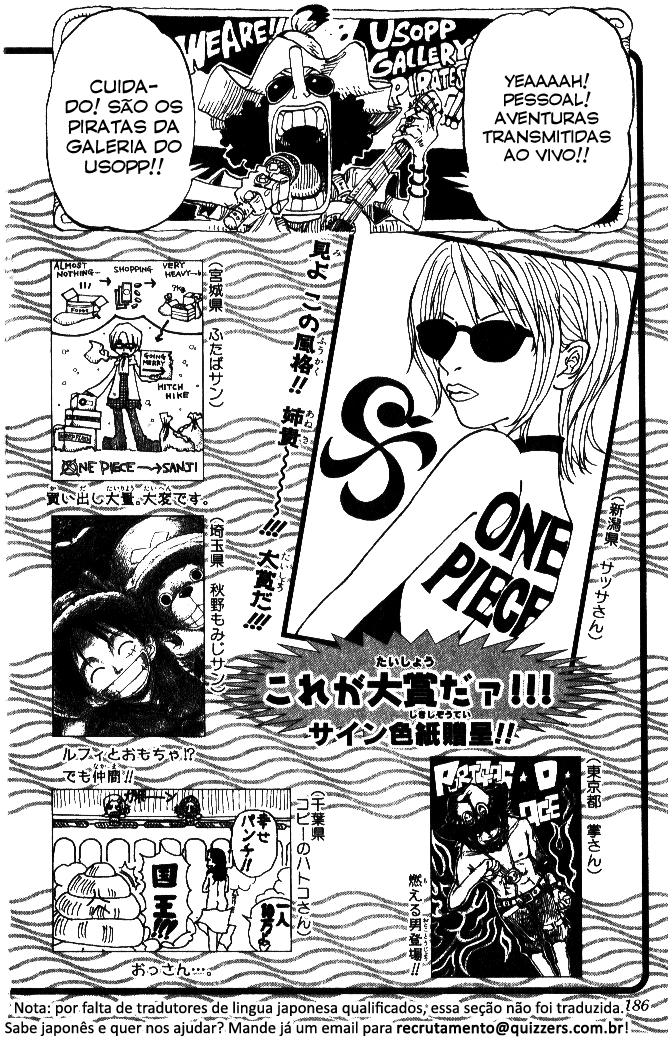 WE ARE!!
USOPP
GALLERY
PIRATES
CUIDA-
DO! SÃO OS
PIRATAS DA
GALERIA DO
USOPP!!
YEAAAAH!
PESSOAL!
AVENTURAS
TRANSMITIDAS
AO VIVO!!
見よ この風格!! 姉貴〜〜〜!!! 大賞だ!!!
ONE
PIECE
(新潟県 サッサさん)
ALMOST
NOTHING
SHOPPING
VERY
HEAVY
GOING
MERRY
HITCH
HIKE
ONE PIECE → SANJI
(宮城県 ふたばサン)
買い出し大量。大変です。
(埼玉県 秋野もみじサン)
ルフィとおもちゃ!?
でも仲間!!
たいしょう
これが大賞だァ!!!
サイン色紙贈呈!!
幸せ
パンチ!!
国王!!!
(千葉県
コビーのハトコさん)
おっさん…。
(東京都 掌さん)
燃える男登場!!
186
Nota: por falta de tradutores de lingua japonesa qualificados, essa seção não foi traduzida.
Sabe japonês e quer nos ajudar? Mande já um email para recrutamento@quizzers.com.br!